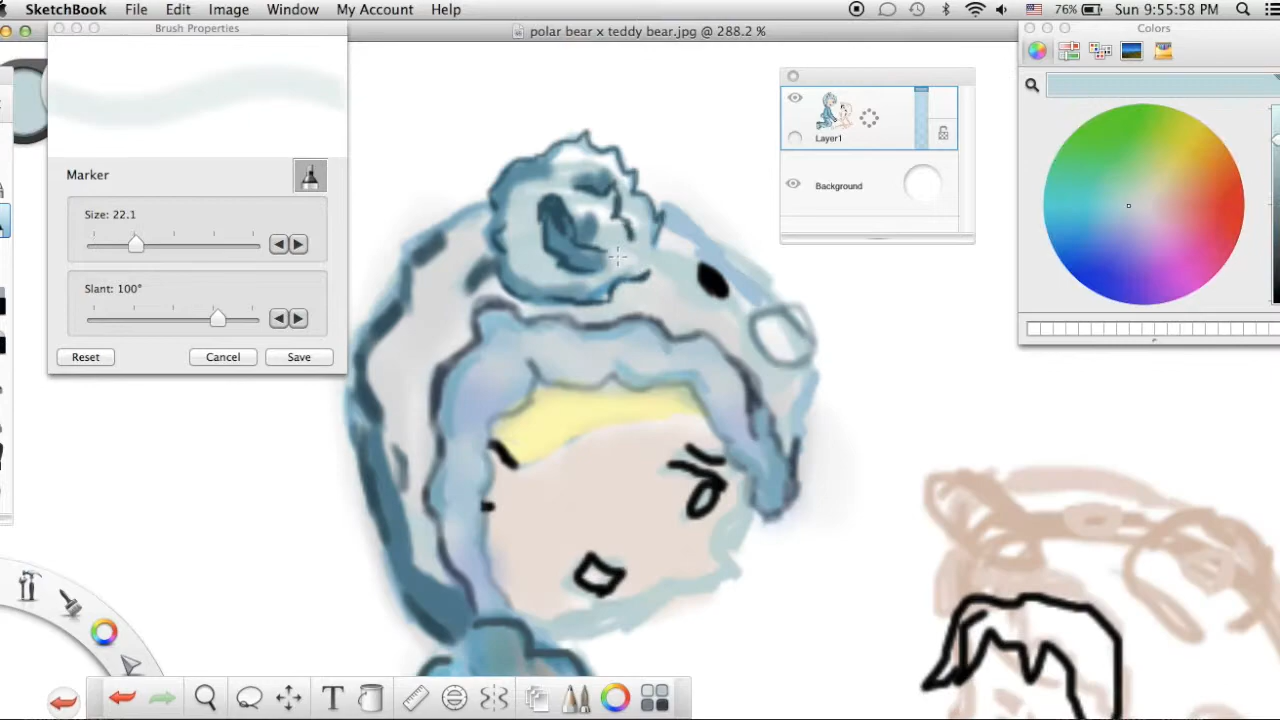 SketchBook File Edit Image Window My Account Help 76% Sun 9:55:58 PM
Brush Properties
polar bear x teddy bear.jpg @ 288.2 %
Colors
Layer1
Marker
Background
Size: 22.1
Slant: 100°
Reset Cancel Save
T